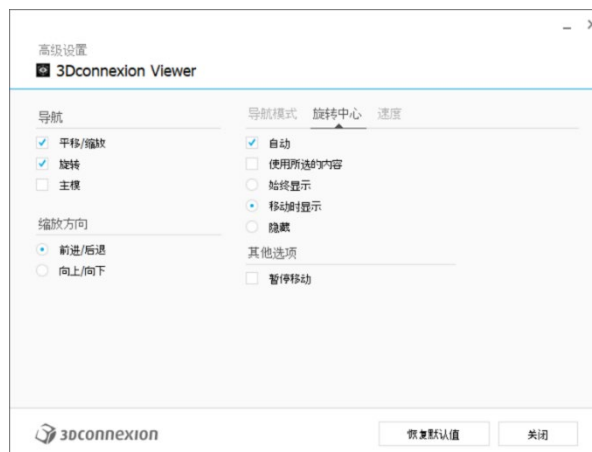 高级设置
3Dconnexion Viewer
导航
平移/缩放
旋转
主模
缩放方向
前进/后退
向上/向下
导航模式 旋转中心 速度
自动
使用所选的内容
始终显示
移动时显示
隐藏
其他选项
暂停移动
3Dconnexion
恢复默认值 关闭